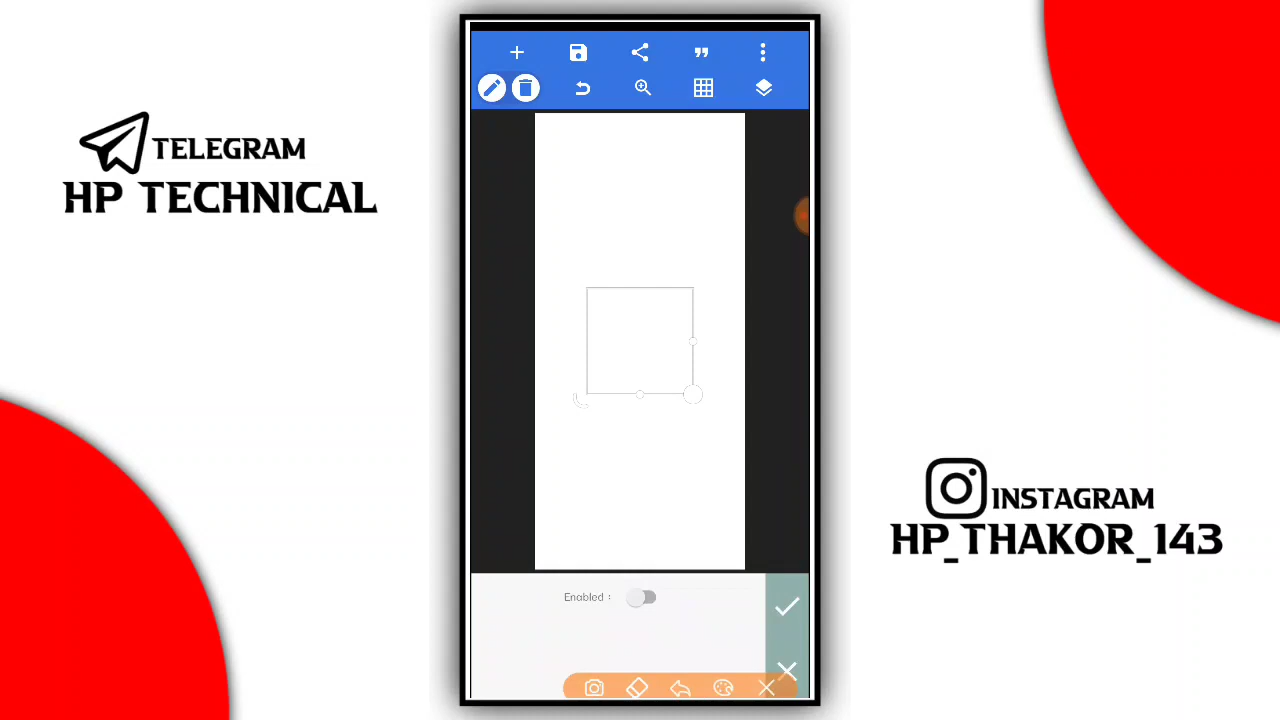 TELEGRAM
HP TECHNICAL
Enabled :
INSTAGRAM
HP_THAKOR_143